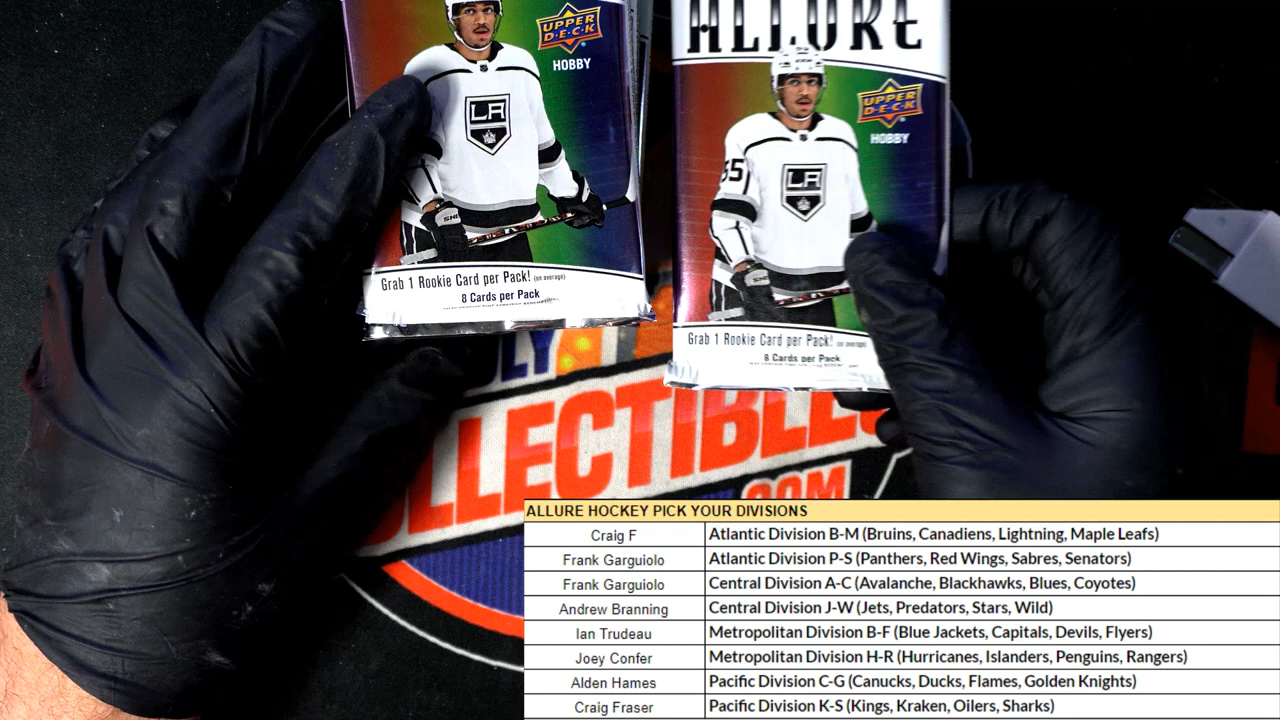 UPPER
D·E·C·K
HOBBY
LA
Grab 1 Rookie Card per Pack! (on average)
8 Cards per Pack
ALLURE
UPPER
D·E·C·K
HOBBY
LA
Grab 1 Rookie Card per Pack! (on average)
8 Cards per Pack
.COM
ALLURE HOCKEY PICK YOUR DIVISIONS
Craig F Atlantic Division B-M (Bruins, Canadiens, Lightning, Maple Leafs)
Frank Garguiolo Atlantic Division P-S (Panthers, Red Wings, Sabres, Senators)
Frank Garguiolo Central Division A-C (Avalanche, Blackhawks, Blues, Coyotes)
Andrew Branning Central Division J-W (Jets, Predators, Stars, Wild)
Ian Trudeau Metropolitan Division B-F (Blue Jackets, Capitals, Devils, Flyers)
Joey Confer Metropolitan Division H-R (Hurricanes, Islanders, Penguins, Rangers)
Alden Hames Pacific Division C-G (Canucks, Ducks, Flames, Golden Knights)
Craig Fraser Pacific Division K-S (Kings, Kraken, Oilers, Sharks)